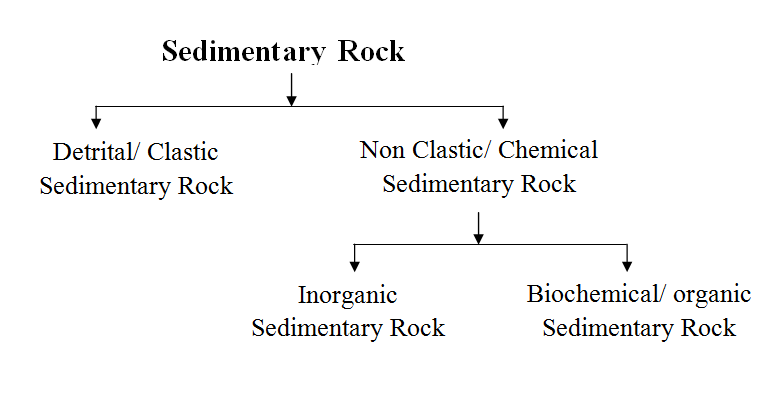 Sedimentary Rock
Detrital/ Clastic
Sedimentary Rock
Non Clastic/ Chemical
Sedimentary Rock
Inorganic
Sedimentary Rock
Biochemical/ organic
Sedimentary Rock